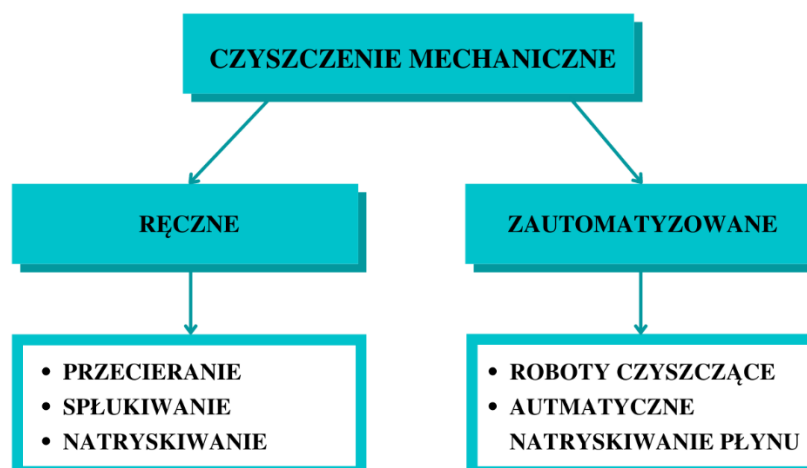 CZYSZCZENIE MECHANICZNE
RĘCZNE
ZAUTOMATYZOWANE
• PRZECIERANIE
• SPŁUKIWANIE
• NATRYSKIWANIE
• ROBOTY CZYSZCZĄCE
• AUTMATYCZNE
NATRYSKIWANIE PŁYNU